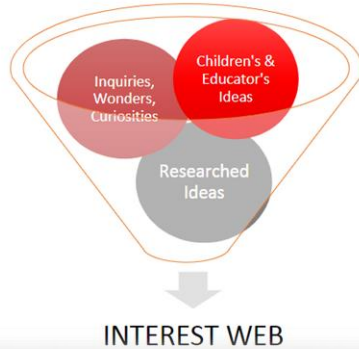 Inquiries,
Wonders,
Curiosities
Children's &
Educator's
Ideas
Researched
Ideas
INTEREST WEB